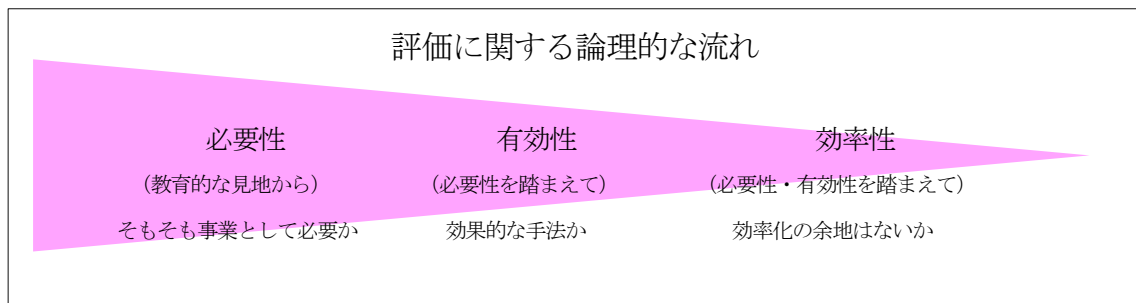 評価に関する論理的な流れ
必要性 有効性 効率性
（教育的な見地から） （必要性を踏まえて） （必要性・有効性を踏まえて）
そもそも事業として必要か 効果的な手法か 効率化の余地はないか